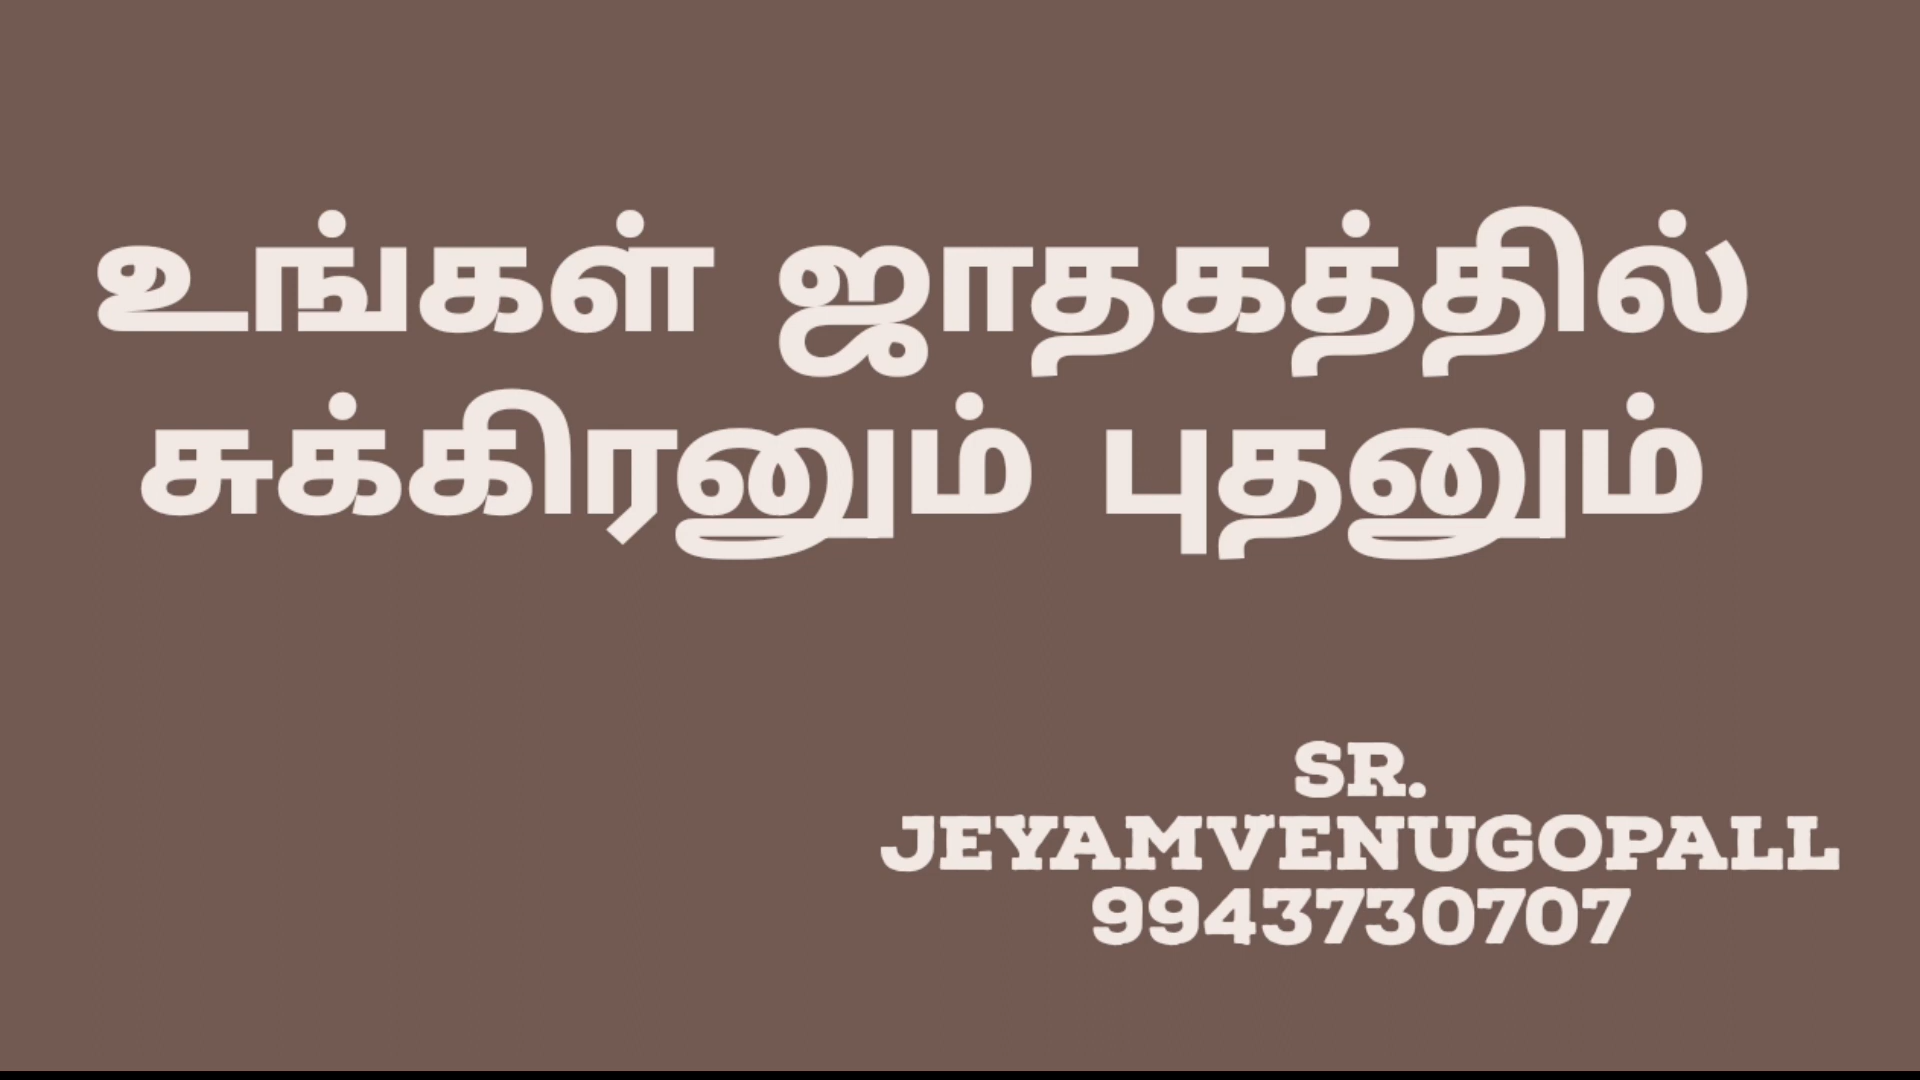 உங்கள் ஜாதகத்தில்
சுக்கிரனும் புதனும்
SR.
JEYAMVENUGOPALL
9943730707